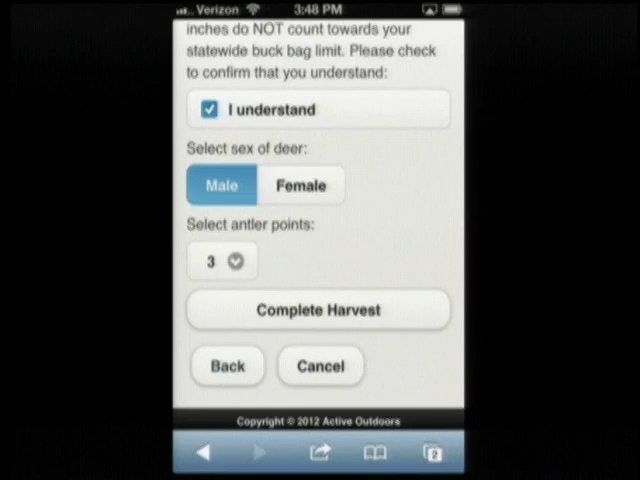 Verizon 3:48 PM
inches do NOT count towards your
statewide buck bag limit. Please check
to confirm that you understand:
I understand
Select sex of deer:
Male Female
Select antler points:
3
Complete Harvest
Back Cancel
Copyright © 2012 Active Outdoors
2